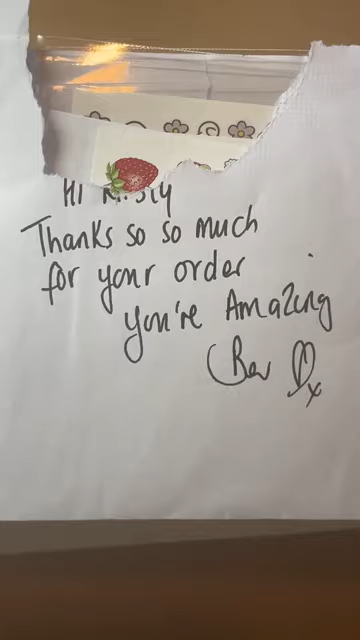 Hi
Thanks so so much
for your order
you're Amazing
Bev
x